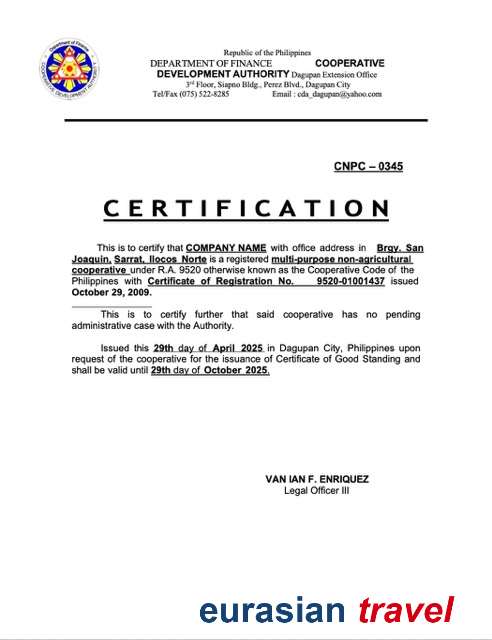 Department of Finance
COOPERATIVE DEVELOPMENT AUTHORITY
Republic of the Philippines
DEPARTMENT OF FINANCE COOPERATIVE
DEVELOPMENT AUTHORITY Dagupan Extension Office
3rd Floor, Siapno Bldg., Perez Blvd., Dagupan City
Tel/Fax (075) 522-8285 Email : cda_dagupan@yahoo.com
CNPC – 0345
CERTIFICATION
This is to certify that COMPANY NAME with office address in Brgy. San
Joaquin, Sarrat, Ilocos Norte is a registered multi-purpose non-agricultural
cooperative under R.A. 9520 otherwise known as the Cooperative Code of the
Philippines with Certificate of Registration No. 9520-01001437 issued
October 29, 2009.
This is to certify further that said cooperative has no pending
administrative case with the Authority.
Issued this 29th day of April 2025 in Dagupan City, Philippines upon
request of the cooperative for the issuance of Certificate of Good Standing and
shall be valid until 29th day of October 2025.
VAN IAN F. ENRIQUEZ
Legal Officer III
eurasian travel